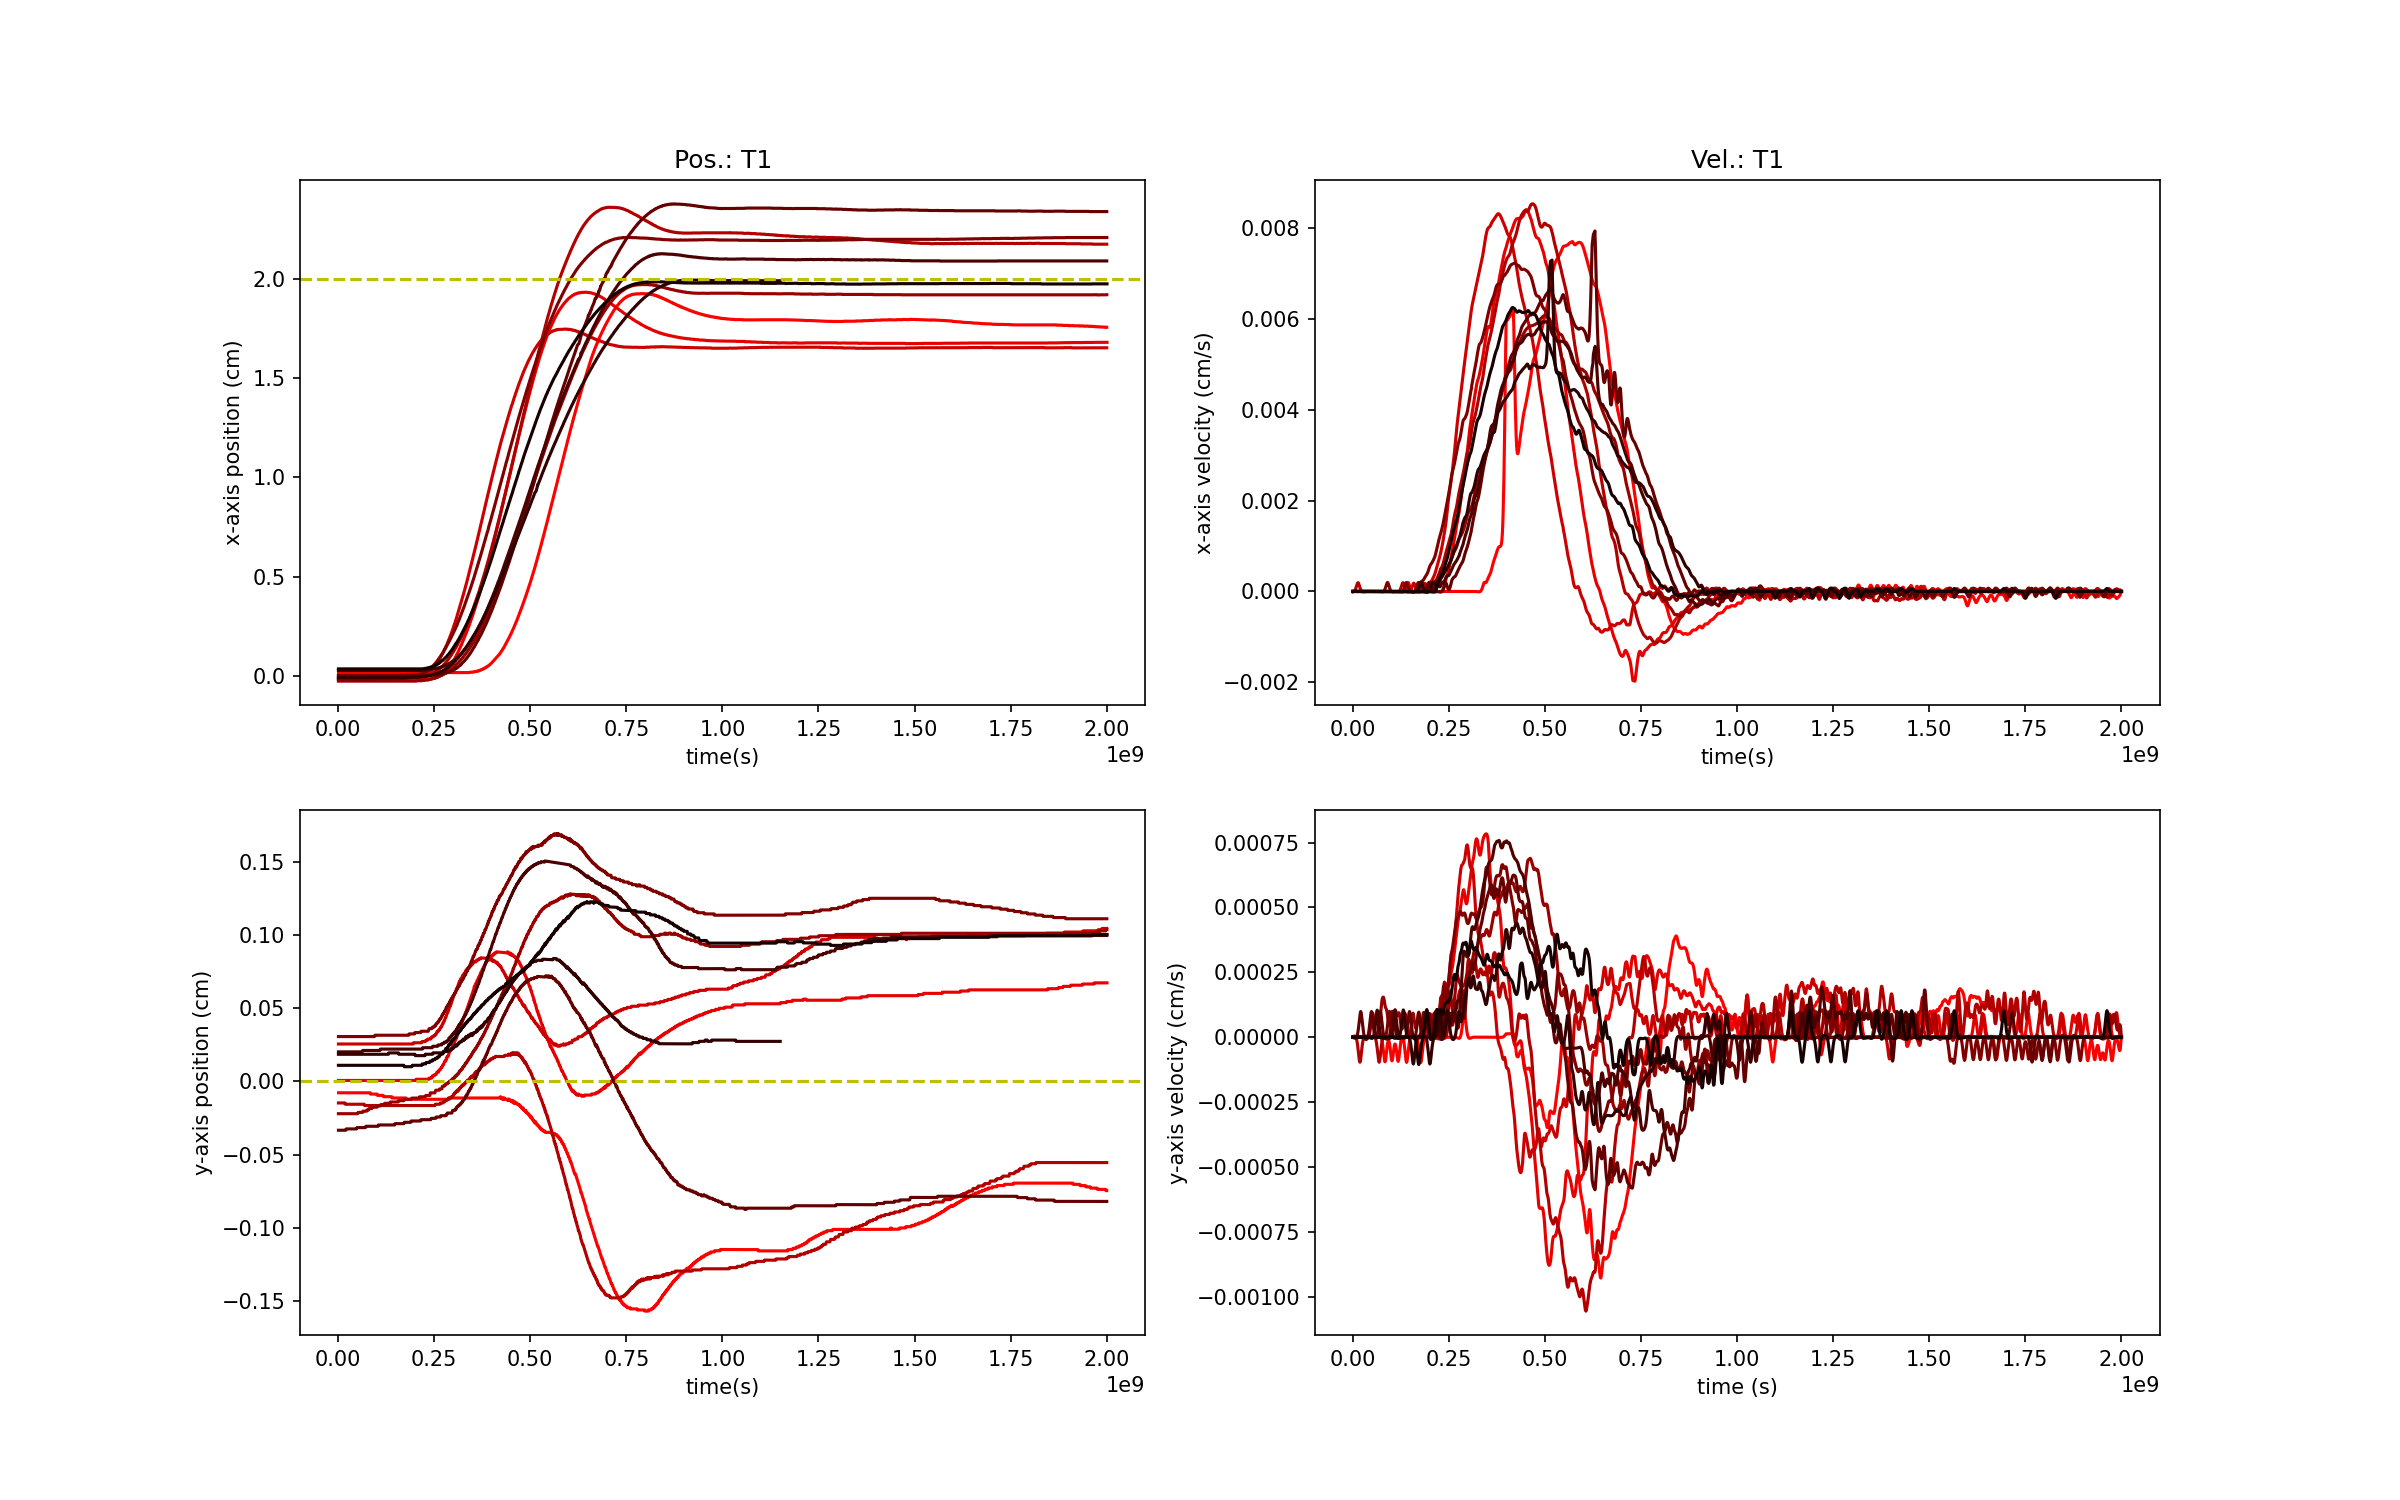 Pos.: T1
Vel.: T1
x-axis position (cm)
2.0
1.5
1.0
0.5
0.0
0.00 0.25 0.50 0.75 1.00 1.25 1.50 1.75 2.00
1e9
time(s)
x-axis velocity (cm/s)
0.008
0.006
0.004
0.002
0.000
−0.002
0.00 0.25 0.50 0.75 1.00 1.25 1.50 1.75 2.00
1e9
time(s)
y-axis position (cm)
0.15
0.10
0.05
0.00
−0.05
−0.10
−0.15
0.00 0.25 0.50 0.75 1.00 1.25 1.50 1.75 2.00
1e9
time(s)
y-axis velocity (cm/s)
0.00075
0.00050
0.00025
0.00000
−0.00025
−0.00050
−0.00075
−0.00100
0.00 0.25 0.50 0.75 1.00 1.25 1.50 1.75 2.00
1e9
time (s)